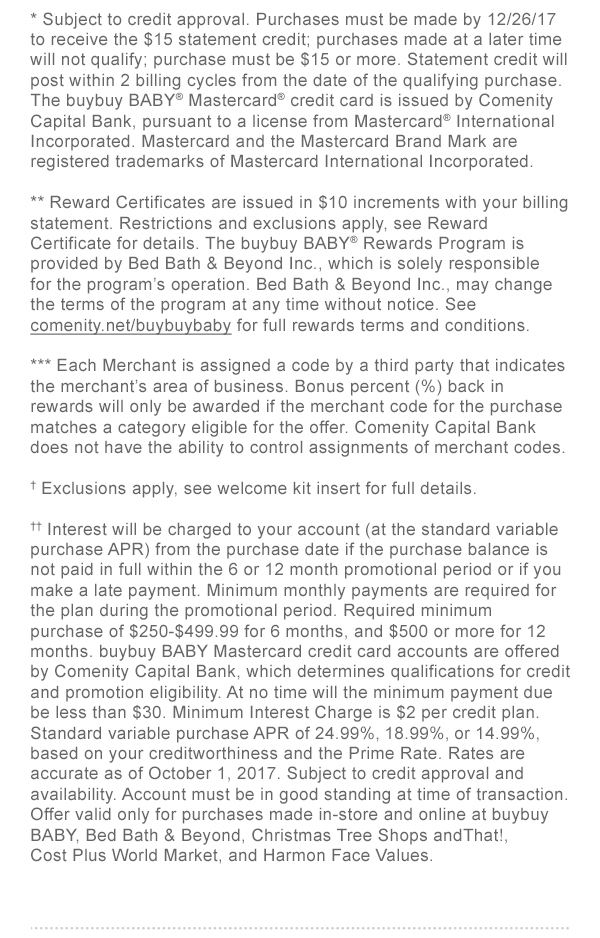 * Subject to credit approval. Purchases must be made by 12/26/17
to receive the $15 statement credit; purchases made at a later time
will not qualify; purchase must be $15 or more. Statement credit will
post within 2 billing cycles from the date of the qualifying purchase.
The buybuy BABY® Mastercard® credit card is issued by Comenity
Capital Bank, pursuant to a license from Mastercard® International
Incorporated. Mastercard and the Mastercard Brand Mark are
registered trademarks of Mastercard International Incorporated.
** Reward Certificates are issued in $10 increments with your billing
statement. Restrictions and exclusions apply, see Reward
Certificate for details. The buybuy BABY® Rewards Program is
provided by Bed Bath & Beyond Inc., which is solely responsible
for the program's operation. Bed Bath & Beyond Inc., may change
the terms of the program at any time without notice. See
comenity.net/buybuybaby for full rewards terms and conditions.
*** Each Merchant is assigned a code by a third party that indicates
the merchant's area of business. Bonus percent (%) back in
rewards will only be awarded if the merchant code for the purchase
matches a category eligible for the offer. Comenity Capital Bank
does not have the ability to control assignments of merchant codes.
† Exclusions apply, see welcome kit insert for full details.
†† Interest will be charged to your account (at the standard variable
purchase APR) from the purchase date if the purchase balance is
not paid in full within the 6 or 12 month promotional period or if you
make a late payment. Minimum monthly payments are required for
the plan during the promotional period. Required minimum
purchase of $250-$499.99 for 6 months, and $500 or more for 12
months. buybuy BABY Mastercard credit card accounts are offered
by Comenity Capital Bank, which determines qualifications for credit
and promotion eligibility. At no time will the minimum payment due
be less than $30. Minimum Interest Charge is $2 per credit plan.
Standard variable purchase APR of 24.99%, 18.99%, or 14.99%,
based on your creditworthiness and the Prime Rate. Rates are
accurate as of October 1, 2017. Subject to credit approval and
availability. Account must be in good standing at time of transaction.
Offer valid only for purchases made in-store and online at buybuy
BABY, Bed Bath & Beyond, Christmas Tree Shops andThat!,
Cost Plus World Market, and Harmon Face Values.